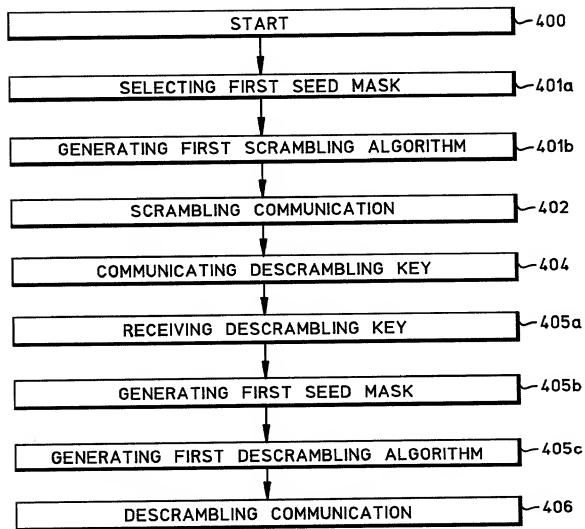 START 400
SELECTING FIRST SEED MASK 401a
GENERATING FIRST SCRAMBLING ALGORITHM 401b
SCRAMBLING COMMUNICATION 402
COMMUNICATING DESCRAMBLING KEY 404
RECEIVING DESCRAMBLING KEY 405a
GENERATING FIRST SEED MASK 405b
GENERATING FIRST DESCRAMBLING ALGORITHM 405c
DESCRAMBLING COMMUNICATION 406